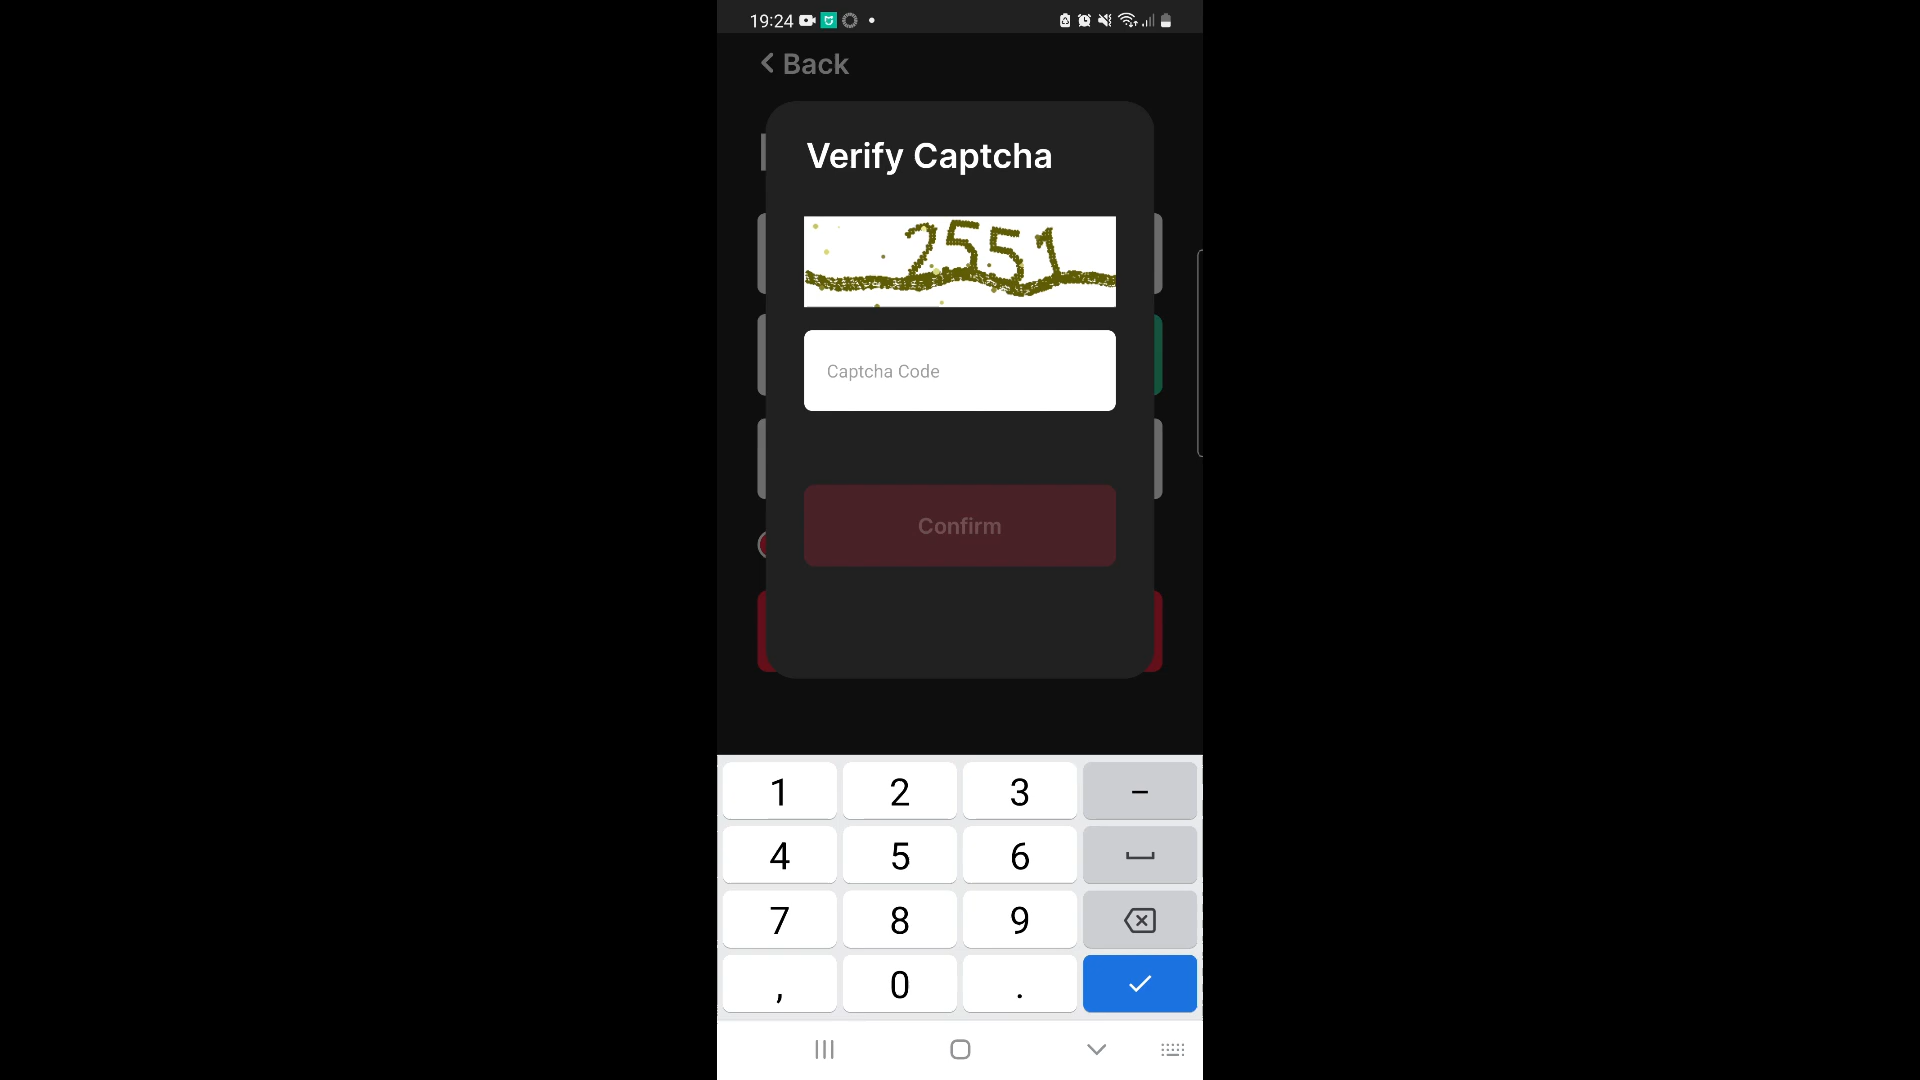 19:24
Back
Verify Captcha
2551
Captcha Code
Confirm
1 2 3 –
4 5 6
7 8 9
, 0 .